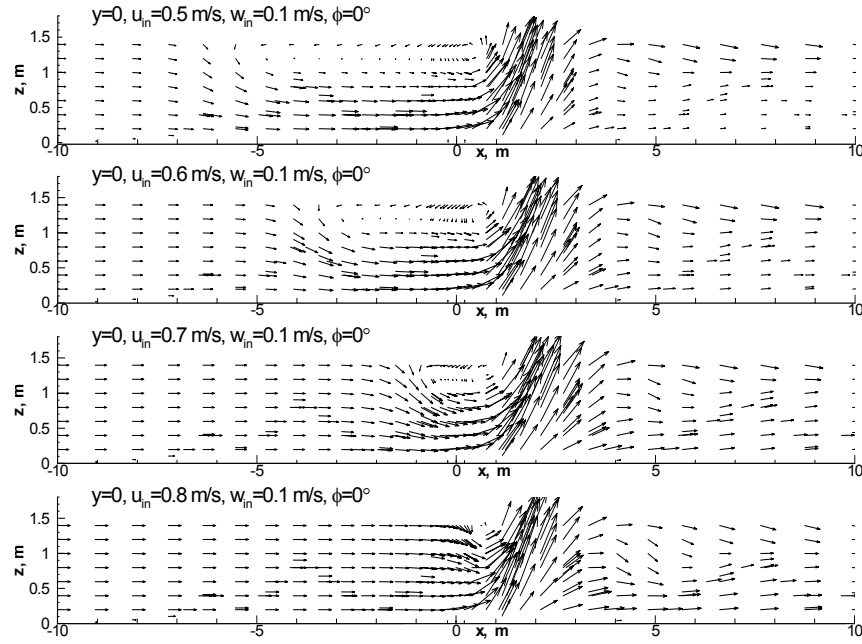 y=0, u_in=0.5 m/s, w_in=0.1 m/s, ϕ=0°
z, m
1.5
1
0.5
0
-10 -5 0 5 10
x, m
y=0, u_in=0.6 m/s, w_in=0.1 m/s, ϕ=0°
z, m
1.5
1
0.5
0
-10 -5 0 5 10
x, m
y=0, u_in=0.7 m/s, w_in=0.1 m/s, ϕ=0°
z, m
1.5
1
0.5
0
-10 -5 0 5 10
x, m
y=0, u_in=0.8 m/s, w_in=0.1 m/s, ϕ=0°
z, m
1.5
1
0.5
0
-10 -5 0 5 10
x, m